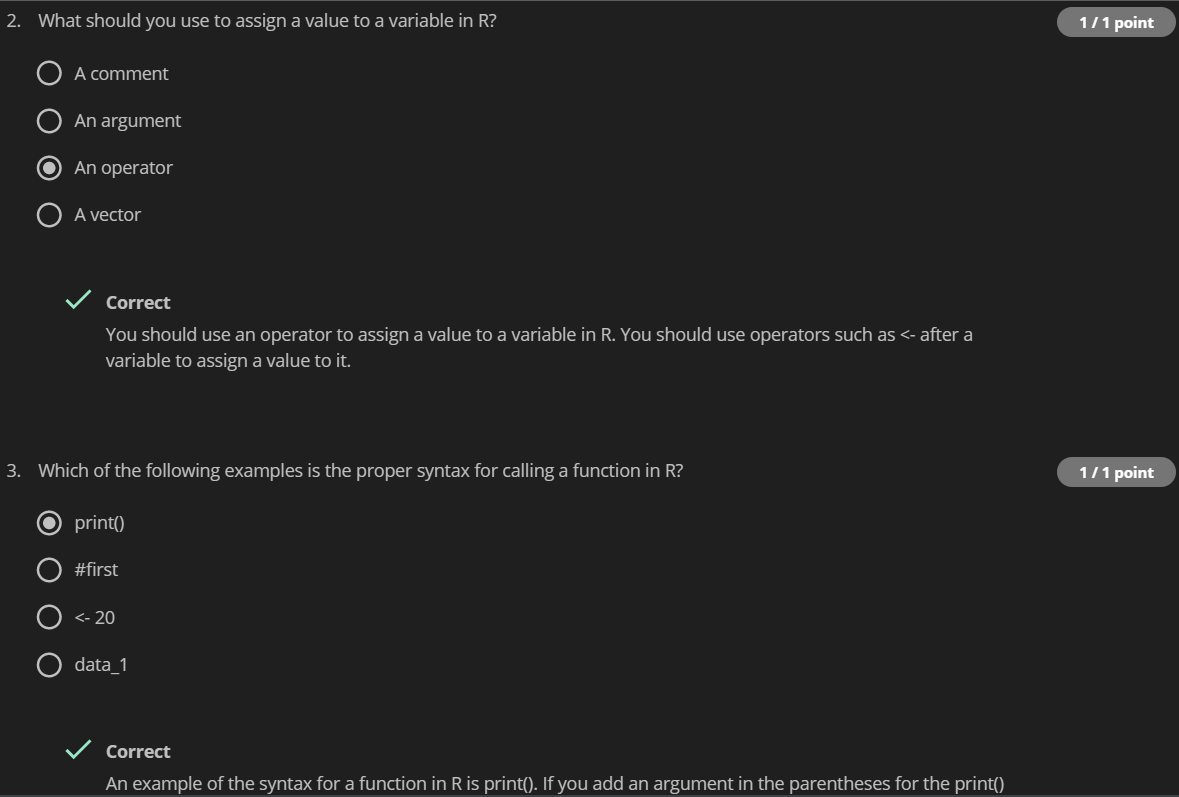 2. What should you use to assign a value to a variable in R?
1 / 1 point
A comment
An argument
An operator
A vector
Correct
You should use an operator to assign a value to a variable in R. You should use operators such as <- after a
variable to assign a value to it.
3. Which of the following examples is the proper syntax for calling a function in R?
1 / 1 point
print()
#first
<- 20
data_1
Correct
An example of the syntax for a function in R is print(). If you add an argument in the parentheses for the print()